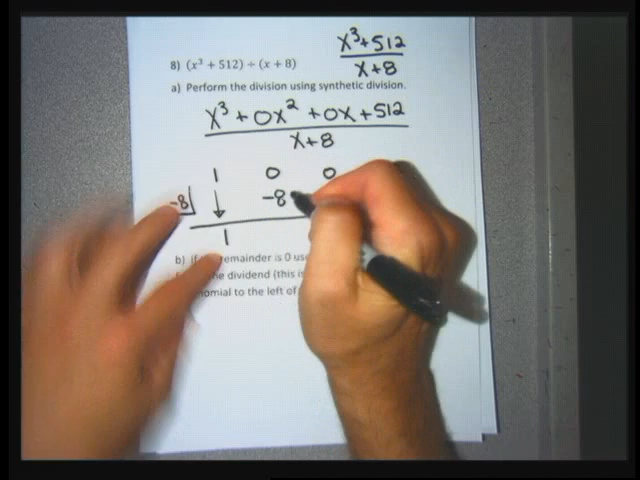 x³+512
8) (x³ + 512) ÷ (x + 8)
x+8
a) Perform the division using synthetic division.
x³ + 0x² + 0x + 512
x+8
1 0 0
-8 -8
1
b) If remainder is 0
the dividend (this is
to the left of